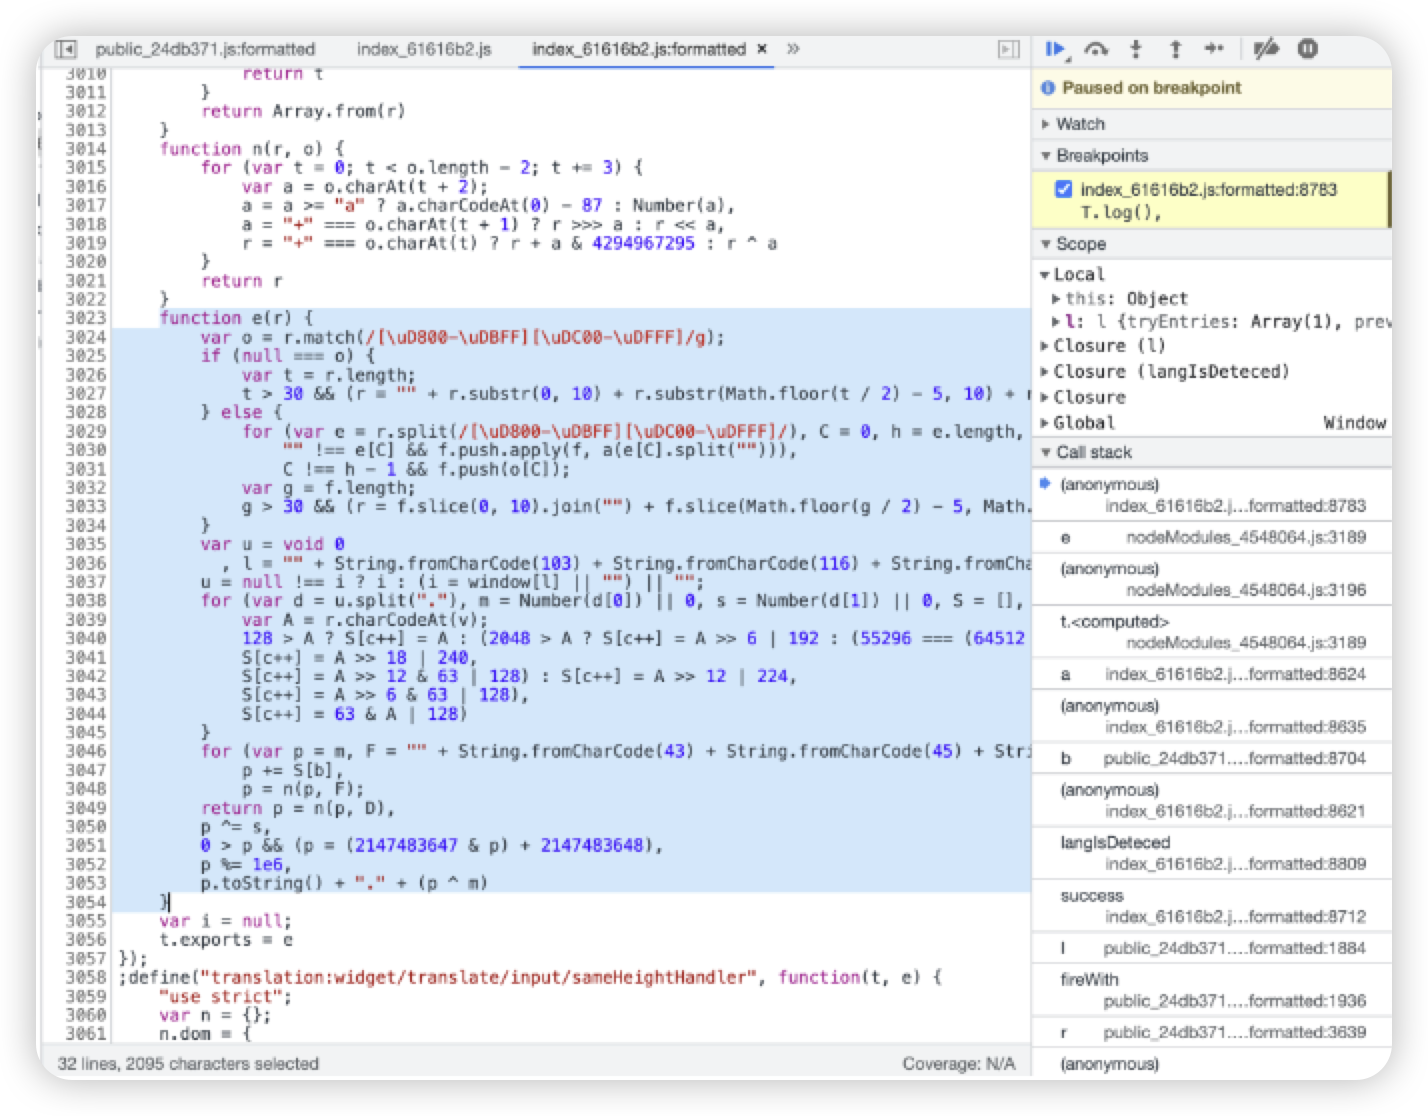 public_24db371.js:formatted index_61616b2.js index_61616b2.js:formatted × »
3010 return t
3011 }
3012 return Array.from(r)
3013 }
3014 function n(r, o) {
3015 for (var t = 0; t < o.length - 2; t += 3) {
3016 var a = o.charAt(t + 2);
3017 a = a >= "a" ? a.charCodeAt(0) - 87 : Number(a),
3018 a = "+" === o.charAt(t + 1) ? r >>> a : r << a,
3019 r = "+" === o.charAt(t) ? r + a & 4294967295 : r ^ a
3020 }
3021 return r
3022 }
3023 function e(r) {
3024 var o = r.match(/[\uD800-\uDBFF][\uDC00-\uDFFF]/g);
3025 if (null === o) {
3026 var t = r.length;
3027 t > 30 && (r = "" + r.substr(0, 10) + r.substr(Math.floor(t / 2) - 5, 10) + r
3028 } else {
3029 for (var e = r.split(/[\uD800-\uDBFF][\uDC00-\uDFFF]/), C = 0, h = e.length,
3030 "" !== e[C] && f.push.apply(f, a(e[C].split(""))),
3031 C !== h - 1 && f.push(o[C]);
3032 var g = f.length;
3033 g > 30 && (r = f.slice(0, 10).join("") + f.slice(Math.floor(g / 2) - 5, Math.
3034 }
3035 var u = void 0
3036 , l = "" + String.fromCharCode(103) + String.fromCharCode(116) + String.fromCha
3037 u = null !== i ? i : (i = window[l] || "") || "";
3038 for (var d = u.split("."), m = Number(d[0]) || 0, s = Number(d[1]) || 0, S = [],
3039 var A = r.charCodeAt(v);
3040 128 > A ? S[c++] = A : (2048 > A ? S[c++] = A >> 6 | 192 : (55296 === (64512
3041 S[c++] = A >> 18 | 240,
3042 S[c++] = A >> 12 & 63 | 128) : S[c++] = A >> 12 | 224,
3043 S[c++] = A >> 6 & 63 | 128),
3044 S[c++] = 63 & A | 128)
3045 }
3046 for (var p = m, F = "" + String.fromCharCode(43) + String.fromCharCode(45) + Stri
3047 p += S[b],
3048 p = n(p, F);
3049 return p = n(p, D),
3050 p ^= s,
3051 0 > p && (p = (2147483647 & p) + 2147483648),
3052 p %= 1e6,
3053 p.toString() + "." + (p ^ m)
3054 }
3055 var i = null;
3056 t.exports = e
3057 });
3058 ;define("translation:widget/translate/input/sameHeightHandler", function(t, e) {
3059 "use strict";
3060 var n = {};
3061 n.dom = {
32 lines, 2095 characters selected Coverage: N/A
Paused on breakpoint
Watch
Breakpoints
index_61616b2.js:formatted:8783
T.log(),
Scope
Local
this: Object
l: l {tryEntries: Array(1), prev
Closure (l)
Closure (langIsDeteced)
Closure
Global Window
Call stack
(anonymous)
index_61616b2.j...formatted:8783
e nodeModules_4548064.js:3189
(anonymous)
nodeModules_4548064.js:3196
t.<computed>
nodeModules_4548064.js:3189
a index_61616b2.j...formatted:8624
(anonymous)
index_61616b2.j...formatted:8635
b public_24db371....formatted:8704
(anonymous)
index_61616b2.j...formatted:8621
langIsDeteced
index_61616b2.j...formatted:8809
success
index_61616b2.j...formatted:8712
l public_24db371....formatted:1884
fireWith
public_24db371....formatted:1936
r public_24db371....formatted:3639
(anonymous)